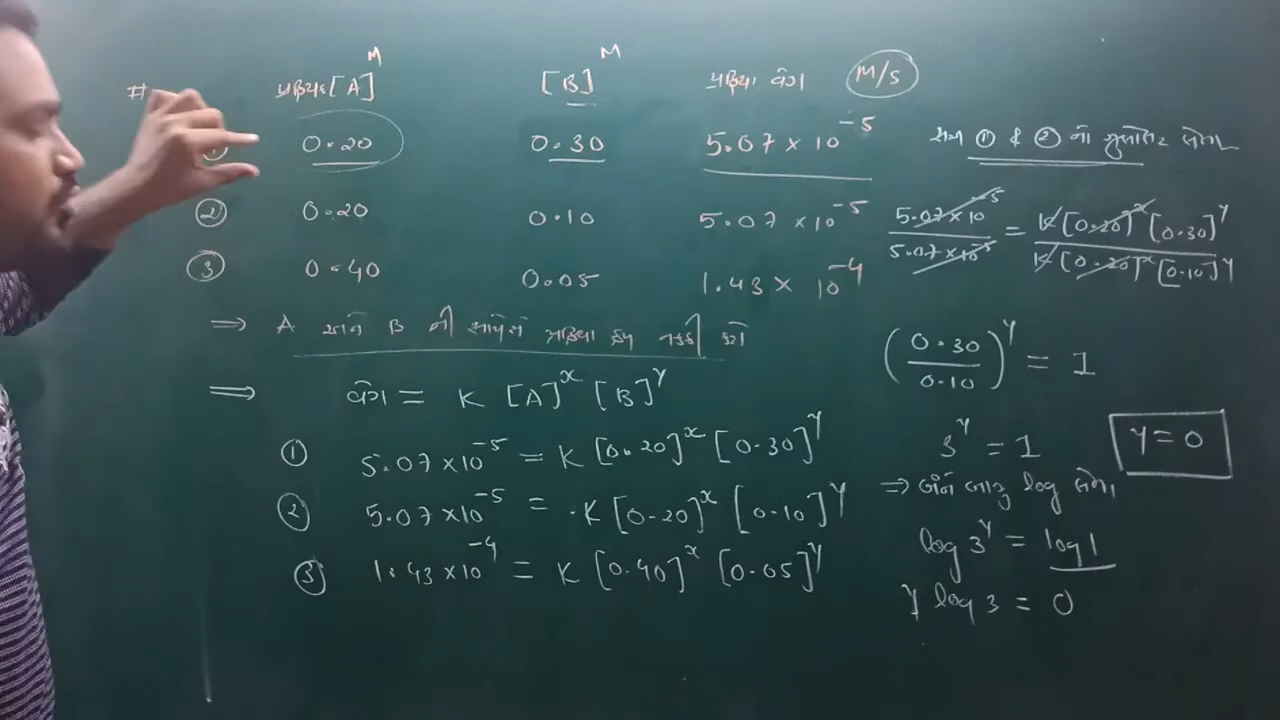 # પ્રક્રિયક [A] M [B] M પ્રક્રિયા વેગ M/s
0.20 0.30 5.07 × 10⁻⁵
② 0.20 0.10 5.07 × 10⁻⁵
③ 0.40 0.05 1.43 × 10⁻⁴
⇒ A અને B ની સાપેક્ષે પ્રક્રિયા ક્રમ નક્કી કરો
⇒ વેગ = K [A]ˣ [B]ʸ
① 5.07×10⁻⁵ = K [0.20]ˣ [0.30]ʸ
② 5.07×10⁻⁵ = K [0.20]ˣ [0.10]ʸ
③ 1.43×10⁻⁴ = K [0.40]ˣ [0.05]ʸ
① & ② નો ગુણોત્તર લેતા
5.07×10⁻⁵ / 5.07×10⁻⁵ = K [0.20]ˣ [0.30]ʸ / K [0.20]ˣ [0.10]ʸ
(0.30 / 0.10)ʸ = 1
3ʸ = 1
y = 0
⇒ બંને બાજુ log લેતા
log 3ʸ = log 1
y log 3 = 0